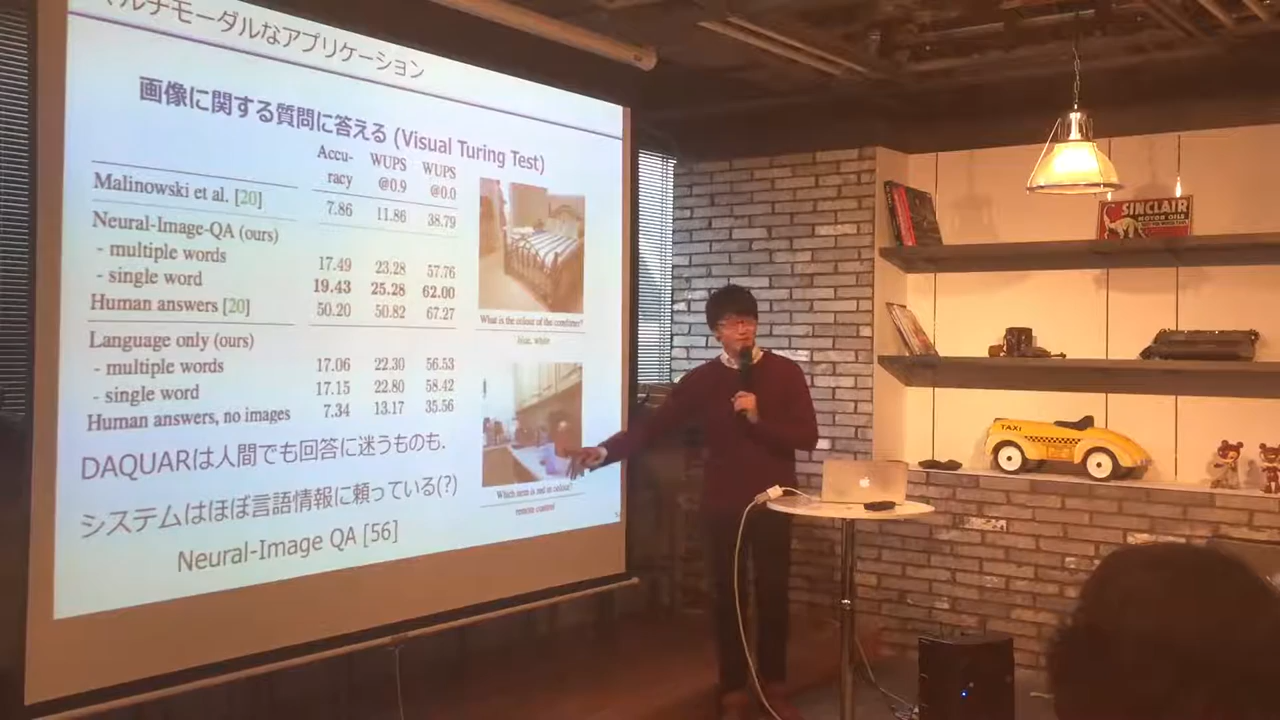 マルチモーダルなアプリケーション
画像に関する質問に答える (Visual Turing Test)
Accu-racy WUPS @0.9 WUPS @0.0
Malinowski et al. [20] 7.86 11.86 38.79
Neural-Image-QA (ours)
- multiple words 17.49 23.28 57.76
- single word 19.43 25.28 62.00
Human answers [20] 50.20 50.82 67.27
Language only (ours)
- multiple words 17.06 22.30 56.53
- single word 17.15 22.80 58.42
Human answers, no images 7.34 13.17 35.56
What is the colour of the comforter?
blue, white
Which item is red in colour?
remote control
DAQUARは人間でも回答に迷うものも.
システムはほぼ言語情報に頼っている(?)
Neural-Image QA [56]
SINCLAIR
MOTOR OILS
TAXI